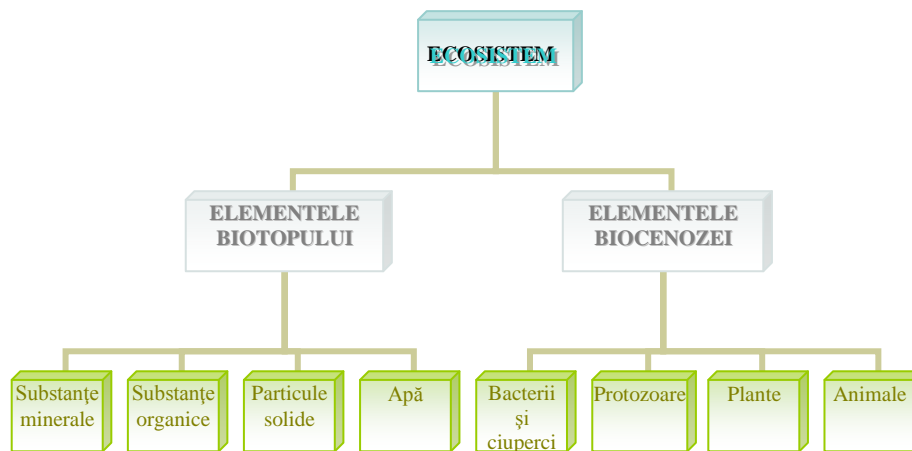 ECOSISTEM
ELEMENTELE
BIOTOPULUI
ELEMENTELE
BIOCENOZEI
Substanţe
minerale
Substanţe
organice
Particule
solide
Apă
Bacterii
şi
ciuperci
Protozoare
Plante
Animale